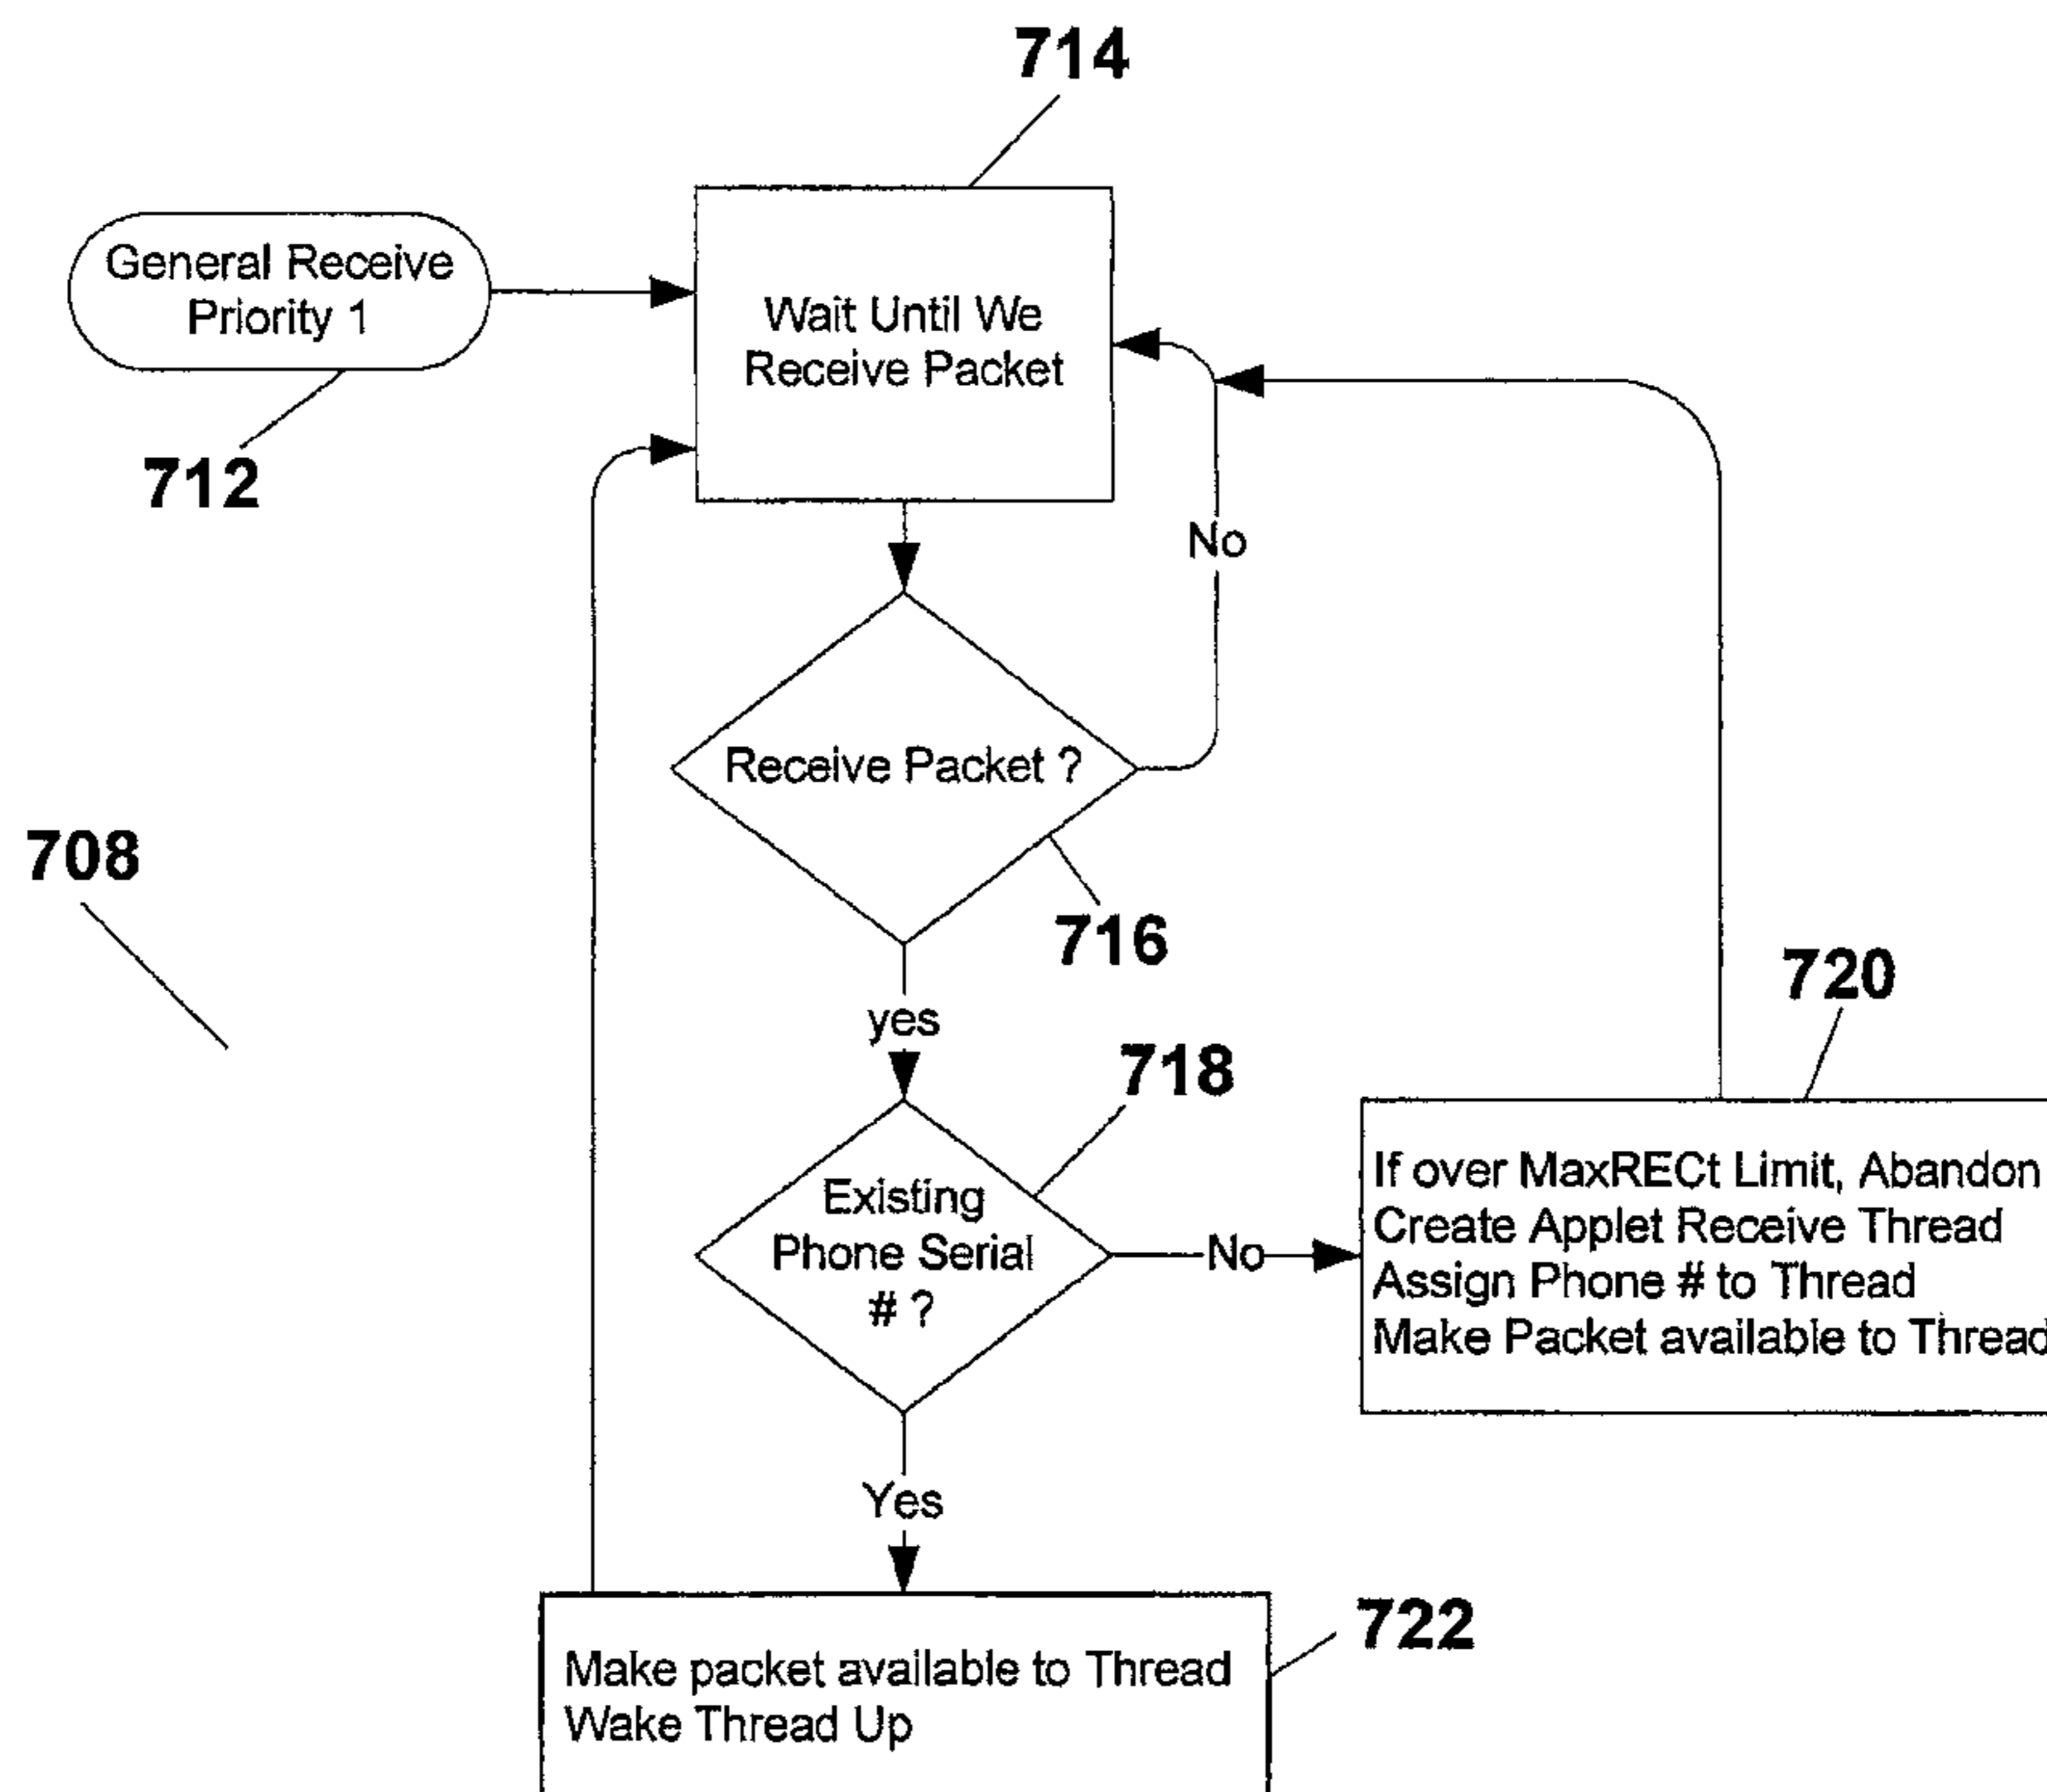 714
General Receive
Priority 1
712
Wait Until We
Receive Packet
No
Receive Packet ?
708
716
yes
720
718
Existing
Phone Serial
# ?
No
If over MaxRECt Limit, Abandon
Create Applet Receive Thread
Assign Phone # to Thread
Make Packet available to Thread
Yes
722
Make packet available to Thread
Wake Thread Up